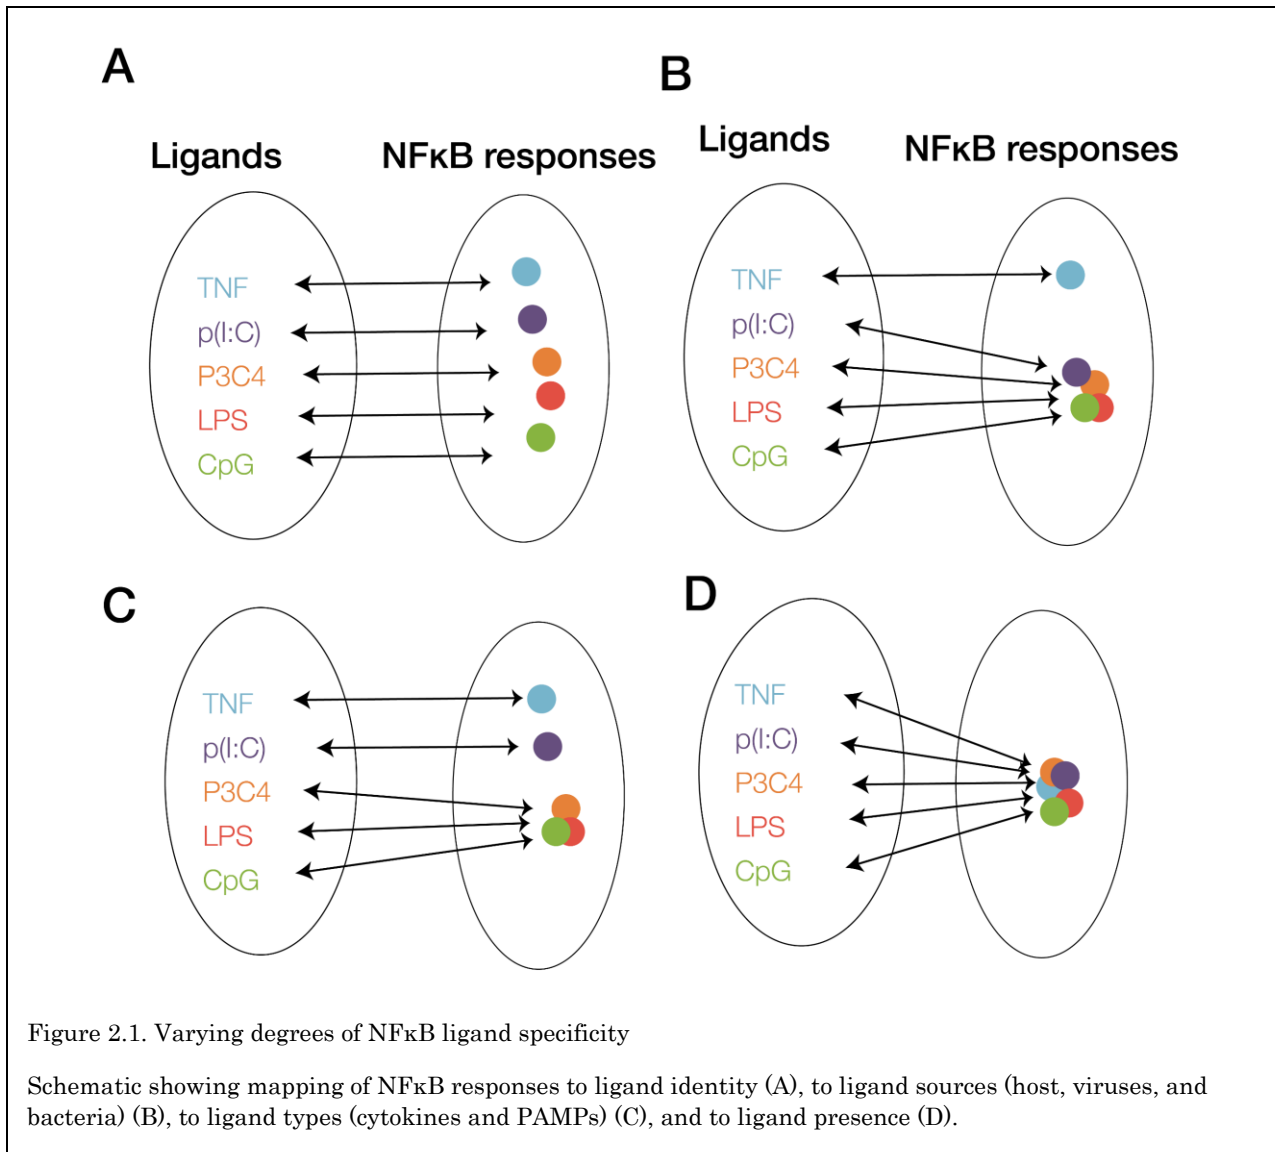 A
Ligands
NFκB responses
TNF
p(I:C)
P3C4
LPS
CpG
B
Ligands
NFκB responses
TNF
p(I:C)
P3C4
LPS
CpG
C
TNF
p(I:C)
P3C4
LPS
CpG
D
TNF
p(I:C)
P3C4
LPS
CpG
Figure 2.1. Varying degrees of NFκB ligand specificity
Schematic showing mapping of NFκB responses to ligand identity (A), to ligand sources (host, viruses, and
bacteria) (B), to ligand types (cytokines and PAMPs) (C), and to ligand presence (D).